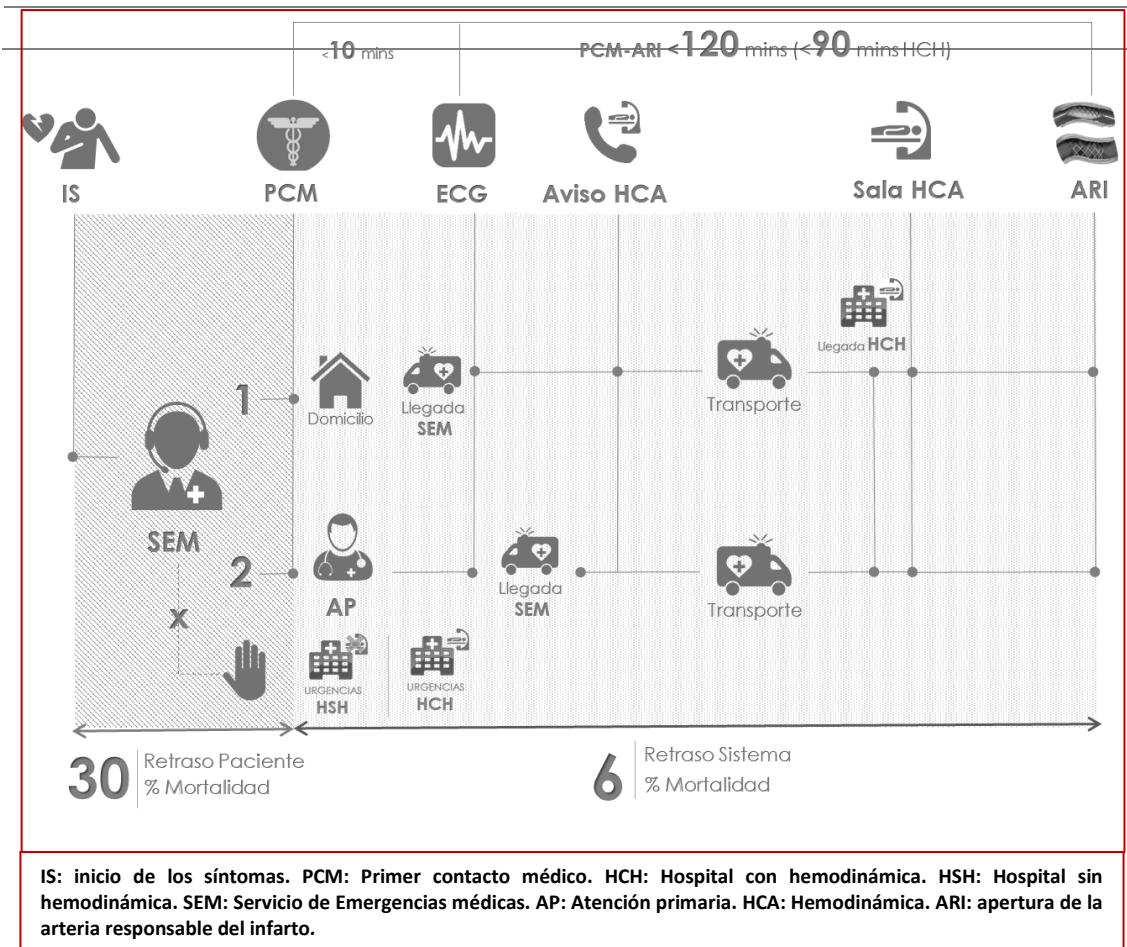 <10 mins
PCM-ARI <120 mins (<90 mins HCH)
IS
PCM
ECG
Aviso HCA
Sala HCA
ARI
Llegada HCH
1
Domicilio
Llegada
SEM
Transporte
SEM
2
AP
Llegada
SEM
Transporte
X
URGENCIAS
HSH
URGENCIAS
HCH
30
Retraso Paciente
% Mortalidad
6
Retraso Sistema
% Mortalidad
IS: inicio de los síntomas. PCM: Primer contacto médico. HCH: Hospital con hemodinámica. HSH: Hospital sin
hemodinámica. SEM: Servicio de Emergencias médicas. AP: Atención primaria. HCA: Hemodinámica. ARI: apertura de la
arteria responsable del infarto.